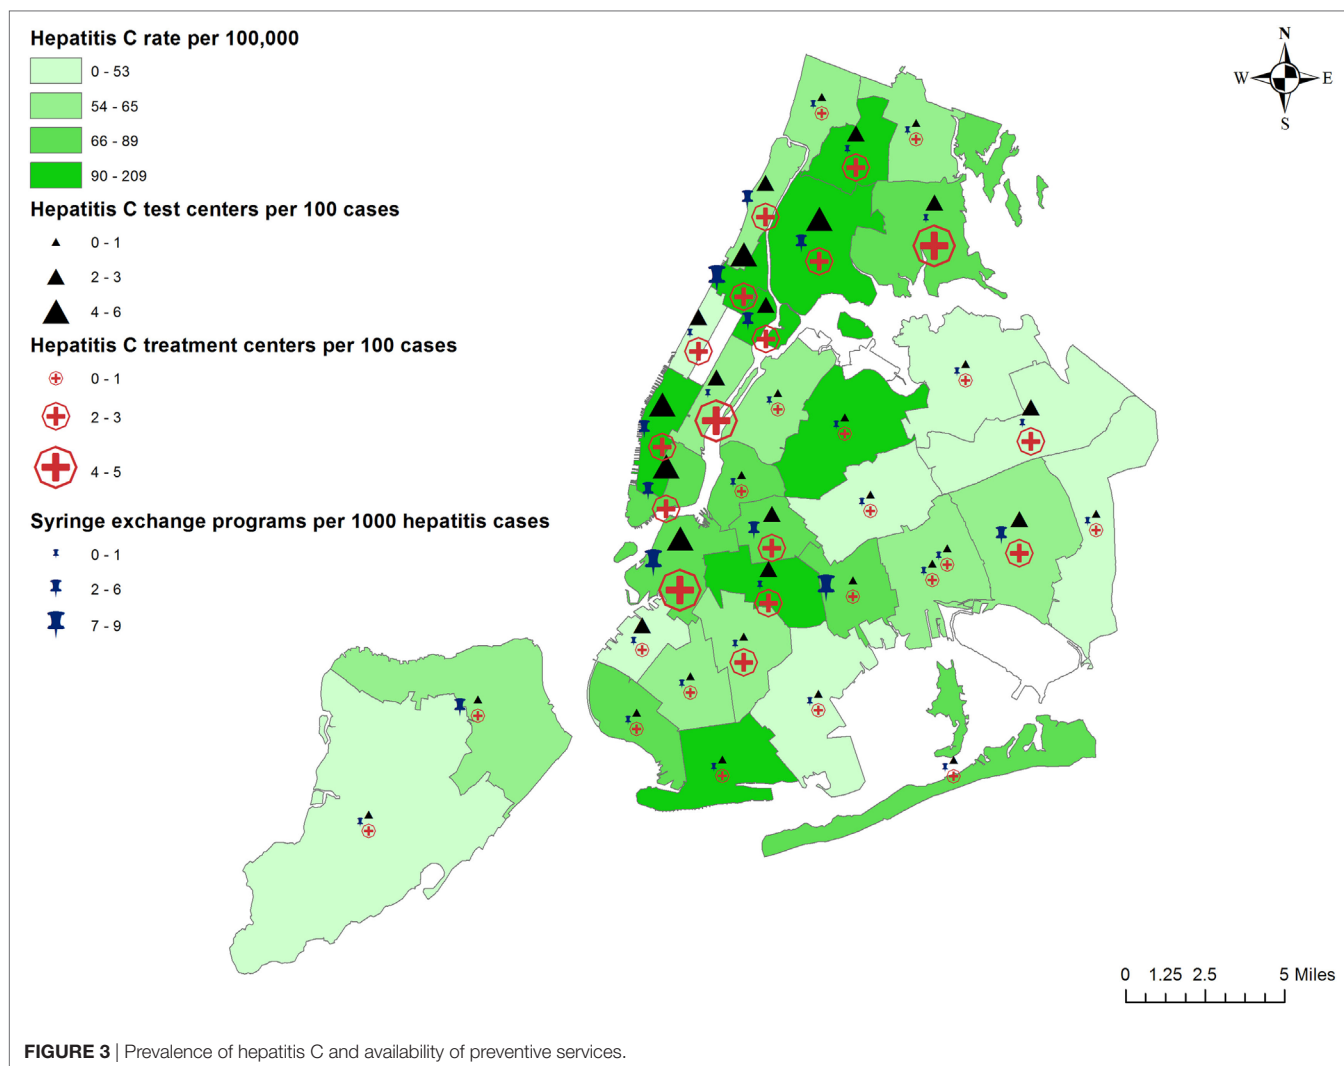 Hepatitis C rate per 100,000
0 - 53
54 - 65
66 - 89
90 - 209
Hepatitis C test centers per 100 cases
0 - 1
2 - 3
4 - 6
Hepatitis C treatment centers per 100 cases
0 - 1
2 - 3
4 - 5
Syringe exchange programs per 1000 hepatitis cases
0 - 1
2 - 6
7 - 9
N
W E
S
0 1.25 2.5 5 Miles
FIGURE 3 | Prevalence of hepatitis C and availability of preventive services.